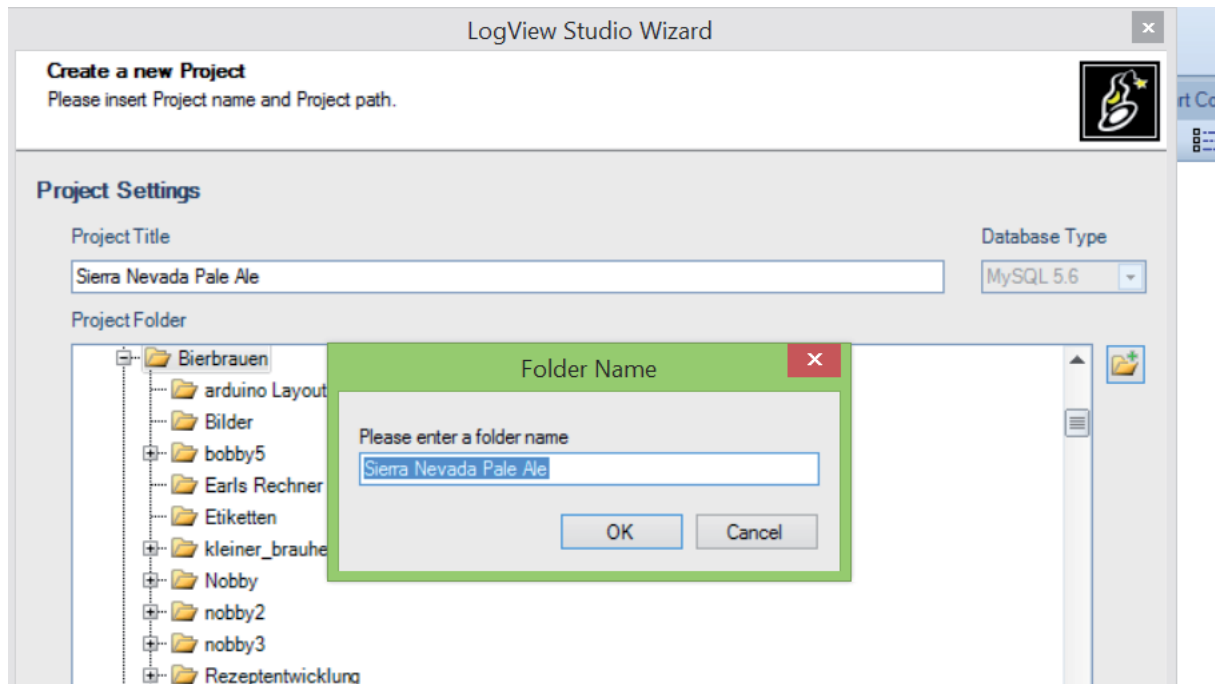 LogView Studio Wizard
Create a new Project
Please insert Project name and Project path.
rt Co
Project Settings
Project Title
Database Type
Sierra Nevada Pale Ale
MySQL 5.6
Project Folder
Bierbrauen
arduino Layout
Bilder
bobby5
Earls Rechner
Etiketten
kleiner_brauhe
Nobby
nobby2
nobby3
Rezeptentwicklung
Folder Name
Please enter a folder name
Sierra Nevada Pale Ale
OK
Cancel